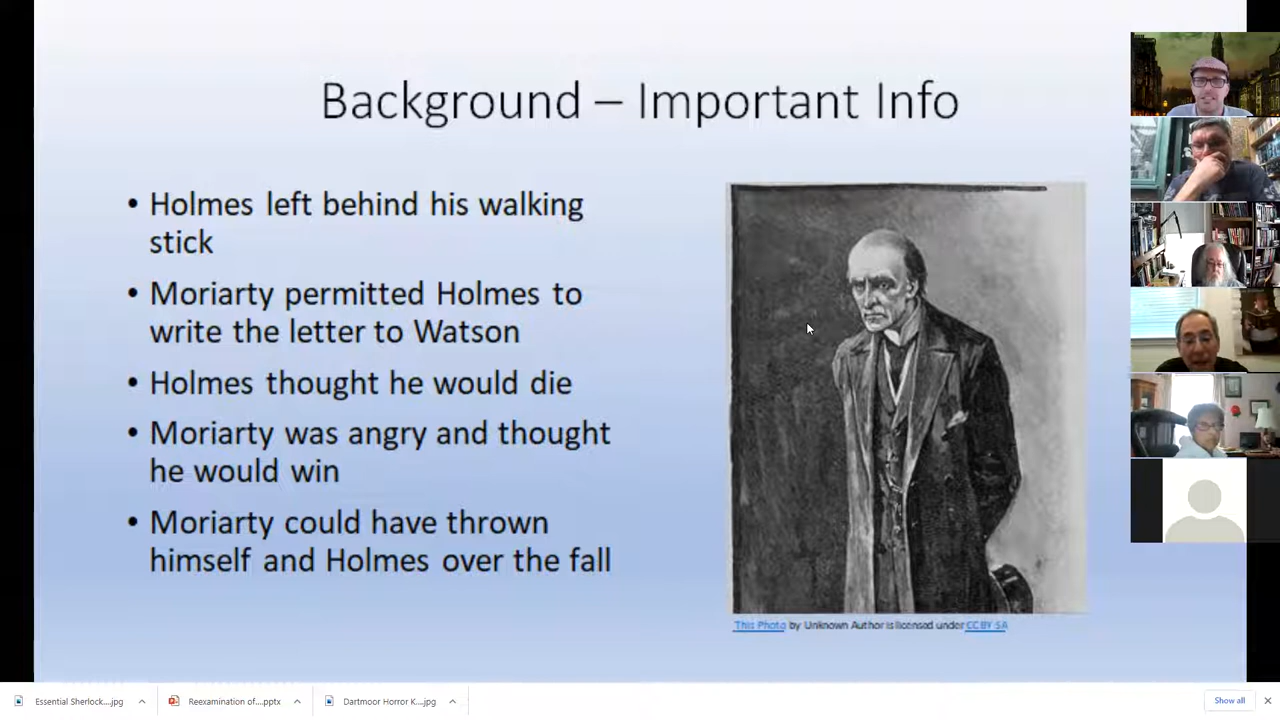 Background – Important Info
• Holmes left behind his walking
stick
• Moriarty permitted Holmes to
write the letter to Watson
• Holmes thought he would die
• Moriarty was angry and thought
he would win
• Moriarty could have thrown
himself and Holmes over the fall
This Photo by Unknown Author is licensed under CC BY-SA
Essential Sherlock....jpg
Reexamination of....pptx
Dartmoor Horror K....jpg
Show all